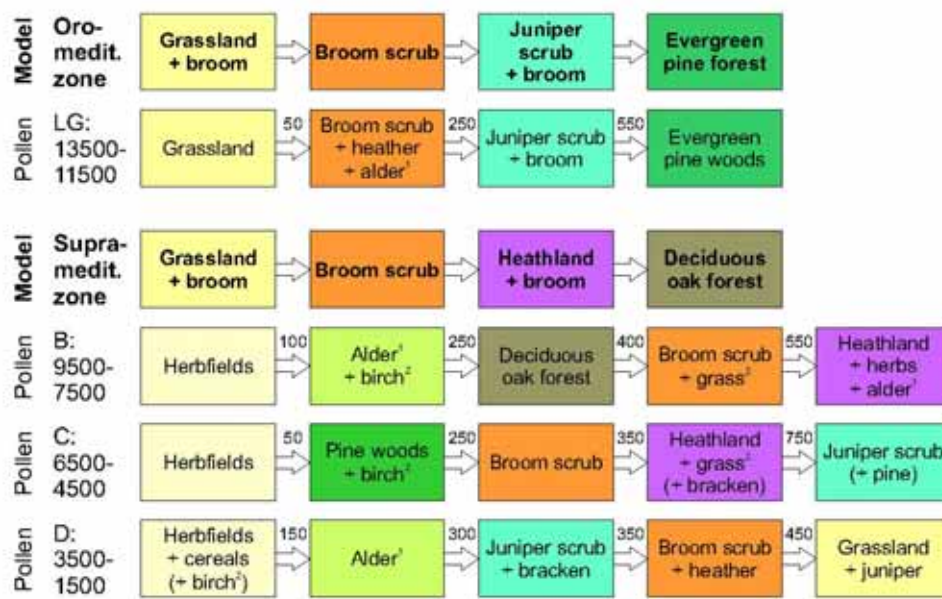 Model
Oro-
medit.
zone
Grassland
+ broom
Broom scrub
Juniper
scrub
+ broom
Evergreen
pine forest
Pollen
LG:
13500-
11500
Grassland
50
Broom scrub
+ heather
+ alder¹
250
Juniper scrub
+ broom
550
Evergreen
pine woods
Model
Supra-
medit.
zone
Grassland
+ broom
Broom scrub
Heathland
+ broom
Deciduous
oak forest
Pollen
B:
9500-
7500
Herbfields
100
Alder¹
+ birch²
250
Deciduous
oak forest
400
Broom scrub
+ grass²
550
Heathland
+ herbs
+ alder¹
Pollen
C:
6500-
4500
Herbfields
50
Pine woods
+ birch²
250
Broom scrub
350
Heathland
+ grass²
(+ bracken)
750
Juniper scrub
(+ pine)
Pollen
D:
3500-
1500
Herbfields
+ cereals
(+ birch²)
150
Alder¹
300
Juniper scrub
+ bracken
350
Broom scrub
+ heather
450
Grassland
+ juniper